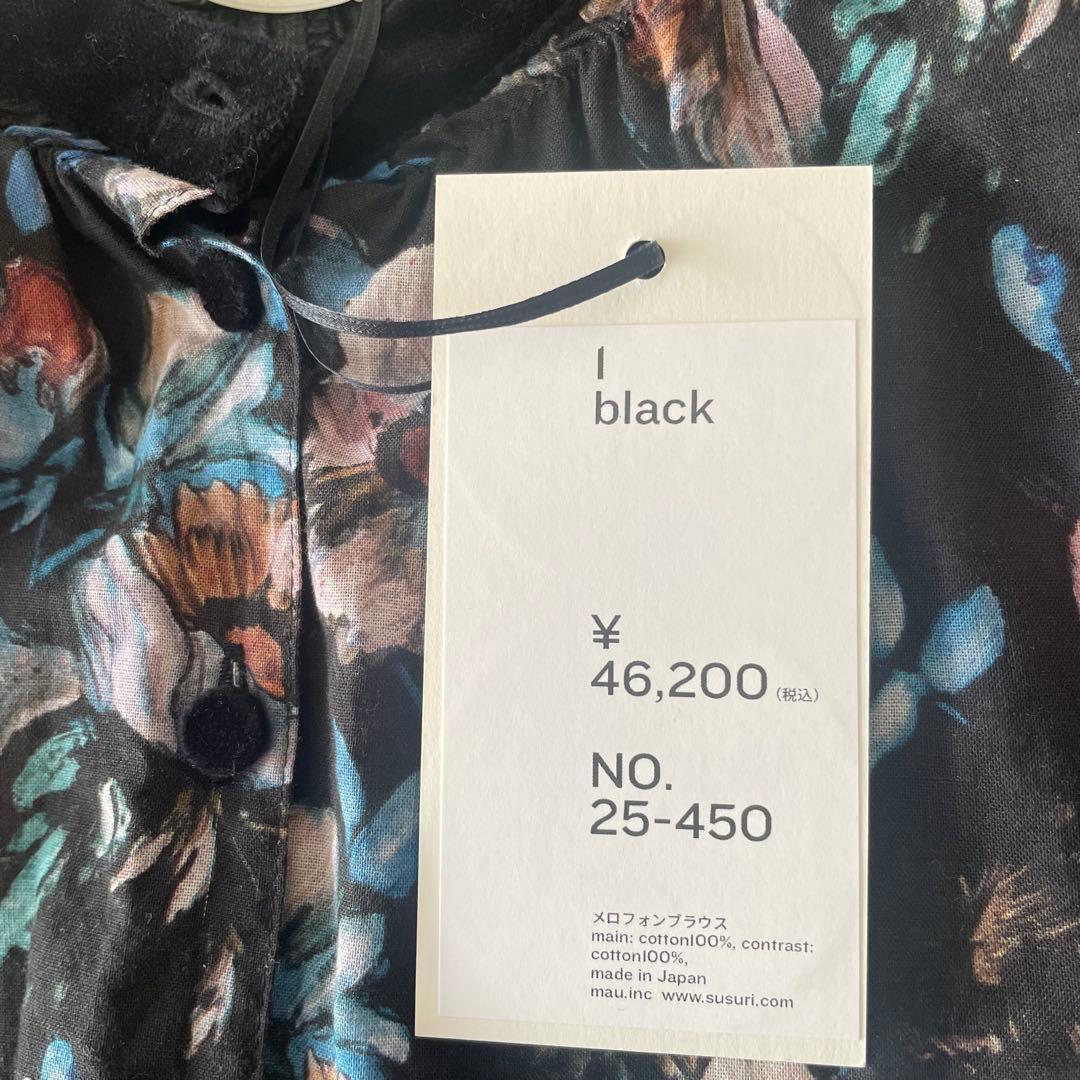 1
black
¥
46,200(税込)
NO.
25-450
メロフォンブラウス
main: cotton100%, contrast:
cotton100%,
made in Japan
mau.inc www.susuri.com